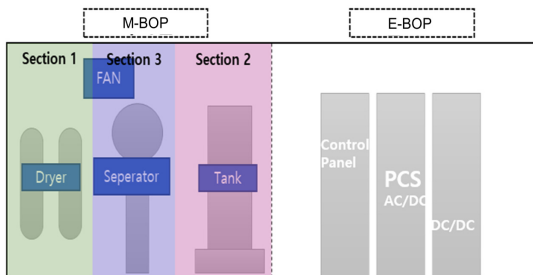 M-BOP
E-BOP
Section 1
Section 3
Section 2
FAN
Dryer
Seperator
Tank
Control
Panel
PCS
AC/DC
DC/DC